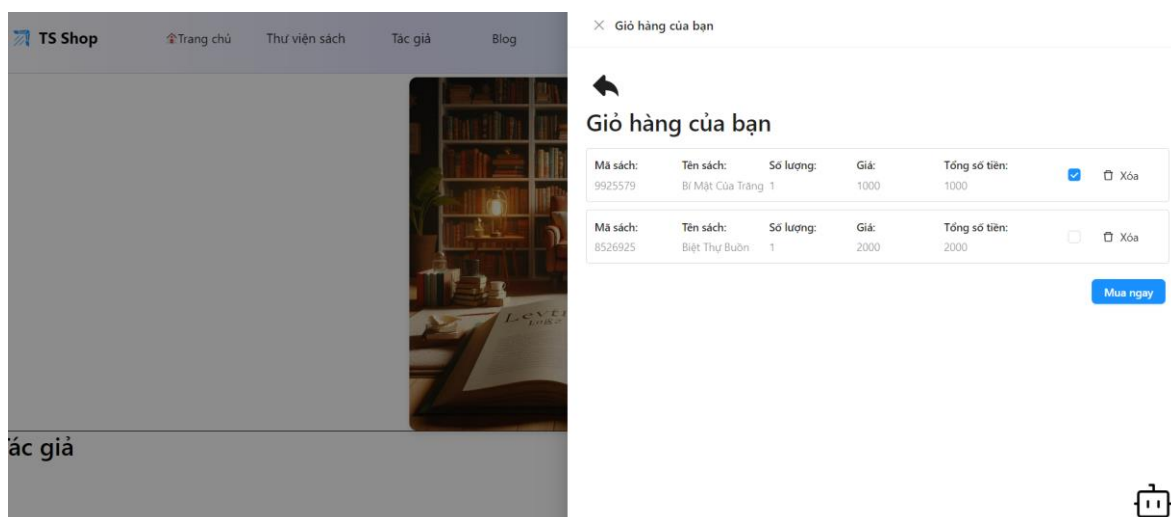 TS Shop Trang chủ Thư viện sách Tác giả Blog
Giỏ hàng của bạn
Giỏ hàng của bạn
Mã sách: Tên sách: Số lượng: Giá: Tổng số tiền:
9925579 Bí Mật Của Trăng 1 1000 1000 Xóa
Mã sách: Tên sách: Số lượng: Giá: Tổng số tiền:
8526925 Biệt Thự Buồn 1 2000 2000 Xóa
Mua ngay
ác giả